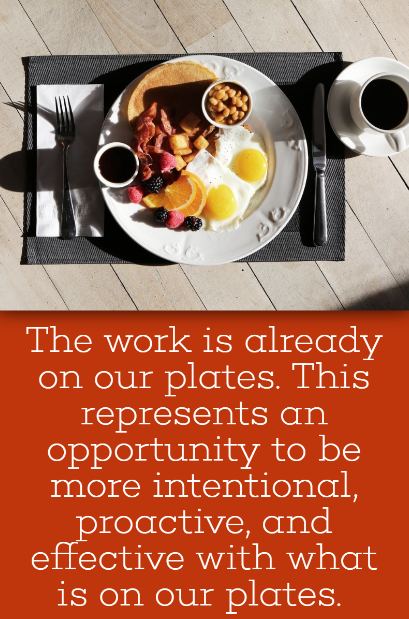 The work is already
on our plates. This
represents an
opportunity to be
more intentional,
proactive, and
effective with what
is on our plates.